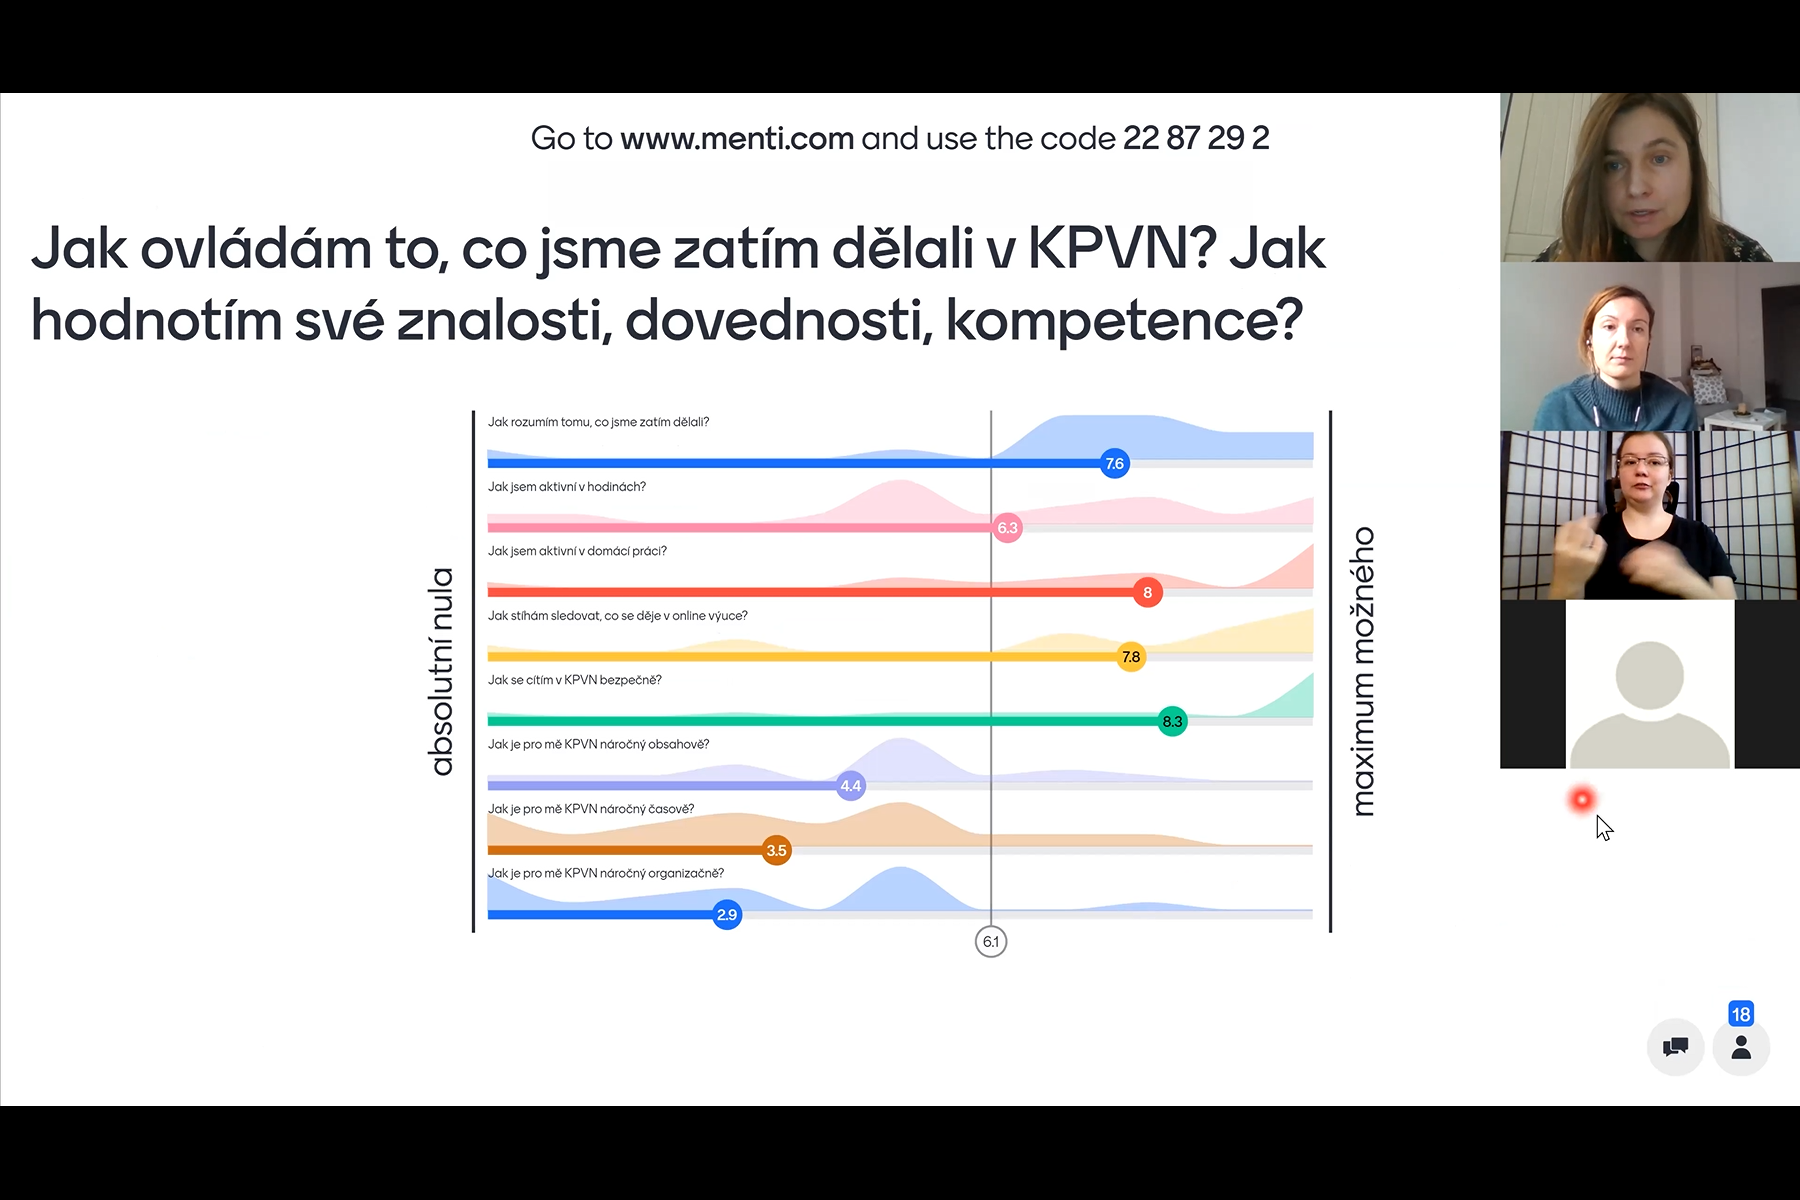 Go to www.menti.com and use the code 22 87 29 2
Jak ovládám to, co jsme zatím dělali v KPVN? Jak
hodnotím své znalosti, dovednosti, kompetence?
absolutní nula
Jak rozumím tomu, co jsme zatím dělali?
7.6
Jak jsem aktivní v hodinách?
6.3
Jak jsem aktivní v domácí práci?
8
Jak stíhám sledovat, co se děje v online výuce?
7.8
Jak se cítím v KPVN bezpečně?
8.3
Jak je pro mě KPVN náročný obsahově?
4.4
Jak je pro mě KPVN náročný časově?
3.5
Jak je pro mě KPVN náročný organizačně?
2.9
6.1
maximum možného
18